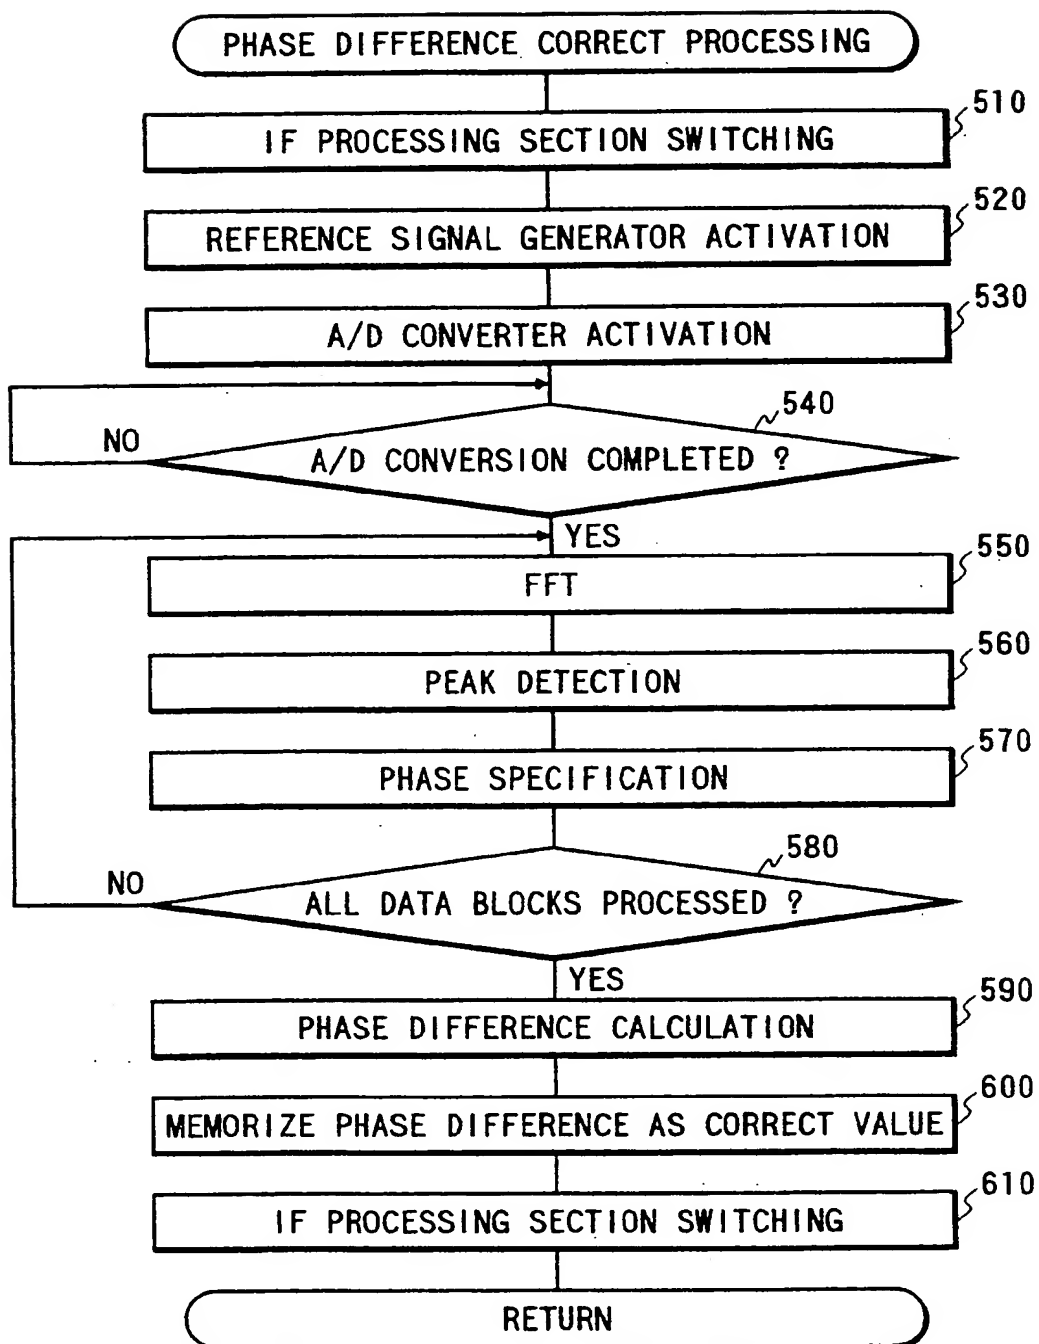 PHASE DIFFERENCE CORRECT PROCESSING
510
IF PROCESSING SECTION SWITCHING
520
REFERENCE SIGNAL GENERATOR ACTIVATION
530
A/D CONVERTER ACTIVATION
540
NO
A/D CONVERSION COMPLETED ?
YES
550
FFT
560
PEAK DETECTION
570
PHASE SPECIFICATION
580
NO
ALL DATA BLOCKS PROCESSED ?
YES
590
PHASE DIFFERENCE CALCULATION
600
MEMORIZE PHASE DIFFERENCE AS CORRECT VALUE
610
IF PROCESSING SECTION SWITCHING
RETURN